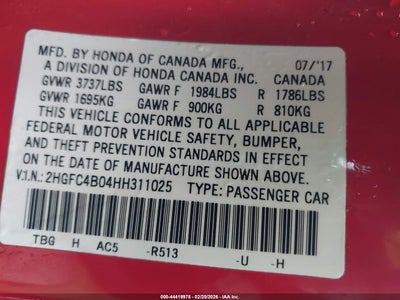 MFD. BY HONDA OF CANADA MFG., 07/'17
A DIVISION OF HONDA CANADA INC. CANADA
GVWR 3737LBS GAWR F 1984LBS R 1786LBS
GVWR 1695KG GAWR F 900KG R 810KG
THIS VEHICLE CONFORMS TO ALL APPLICABLE
FEDERAL MOTOR VEHICLE SAFETY, BUMPER,
AND THEFT PREVENTION STANDARDS IN EFFECT
ON THE DATE OF MANUFACTURE SHOWN ABOVE.
V.I.N.: 2HGFC4B04HH311025 TYPE: PASSENGER CAR
TBG H AC5 -R513 -U -H
© 44419978 - 02/20/2026 - IAA Inc.